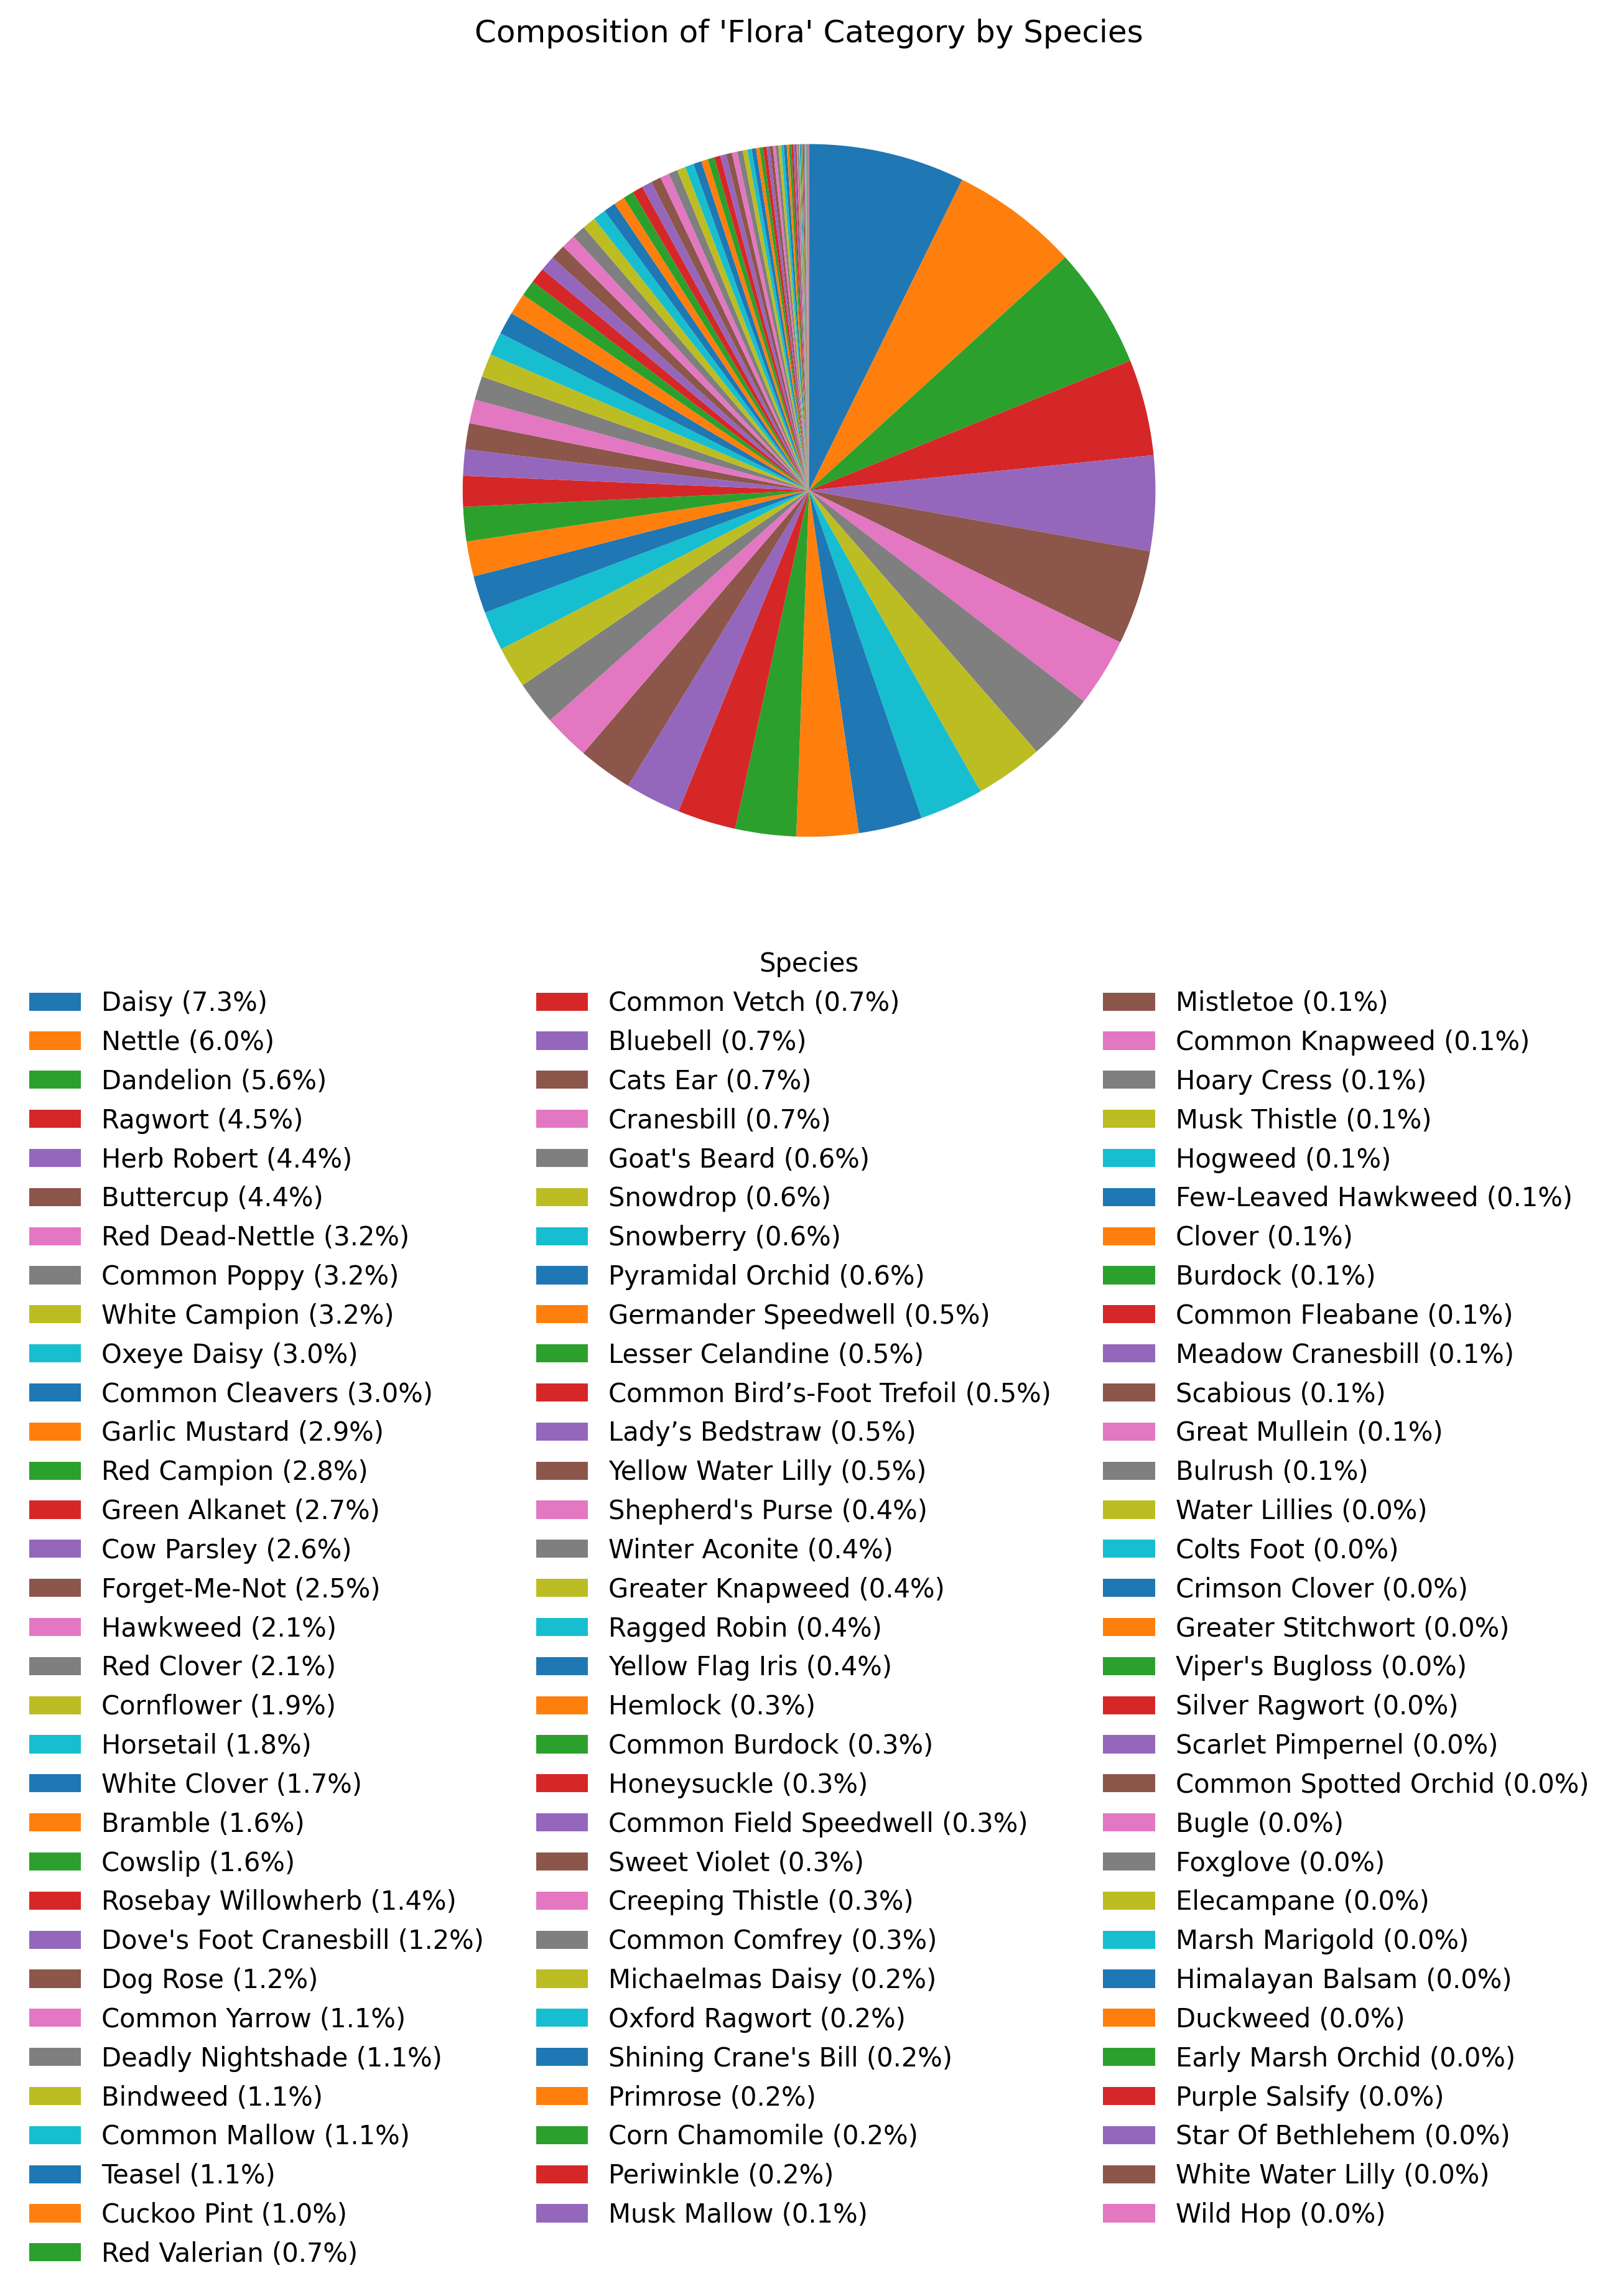 Composition of 'Flora' Category by Species
Species
Daisy (7.3%)
Nettle (6.0%)
Dandelion (5.6%)
Ragwort (4.5%)
Herb Robert (4.4%)
Buttercup (4.4%)
Red Dead-Nettle (3.2%)
Common Poppy (3.2%)
White Campion (3.2%)
Oxeye Daisy (3.0%)
Common Cleavers (3.0%)
Garlic Mustard (2.9%)
Red Campion (2.8%)
Green Alkanet (2.7%)
Cow Parsley (2.6%)
Forget-Me-Not (2.5%)
Hawkweed (2.1%)
Red Clover (2.1%)
Cornflower (1.9%)
Horsetail (1.8%)
White Clover (1.7%)
Bramble (1.6%)
Cowslip (1.6%)
Rosebay Willowherb (1.4%)
Dove's Foot Cranesbill (1.2%)
Dog Rose (1.2%)
Common Yarrow (1.1%)
Deadly Nightshade (1.1%)
Bindweed (1.1%)
Common Mallow (1.1%)
Teasel (1.1%)
Cuckoo Pint (1.0%)
Red Valerian (0.7%)
Common Vetch (0.7%)
Bluebell (0.7%)
Cats Ear (0.7%)
Cranesbill (0.7%)
Goat's Beard (0.6%)
Snowdrop (0.6%)
Snowberry (0.6%)
Pyramidal Orchid (0.6%)
Germander Speedwell (0.5%)
Lesser Celandine (0.5%)
Common Bird’s-Foot Trefoil (0.5%)
Lady’s Bedstraw (0.5%)
Yellow Water Lilly (0.5%)
Shepherd's Purse (0.4%)
Winter Aconite (0.4%)
Greater Knapweed (0.4%)
Ragged Robin (0.4%)
Yellow Flag Iris (0.4%)
Hemlock (0.3%)
Common Burdock (0.3%)
Honeysuckle (0.3%)
Common Field Speedwell (0.3%)
Sweet Violet (0.3%)
Creeping Thistle (0.3%)
Common Comfrey (0.3%)
Michaelmas Daisy (0.2%)
Oxford Ragwort (0.2%)
Shining Crane's Bill (0.2%)
Primrose (0.2%)
Corn Chamomile (0.2%)
Periwinkle (0.2%)
Musk Mallow (0.1%)
Mistletoe (0.1%)
Common Knapweed (0.1%)
Hoary Cress (0.1%)
Musk Thistle (0.1%)
Hogweed (0.1%)
Few-Leaved Hawkweed (0.1%)
Clover (0.1%)
Burdock (0.1%)
Common Fleabane (0.1%)
Meadow Cranesbill (0.1%)
Scabious (0.1%)
Great Mullein (0.1%)
Bulrush (0.1%)
Water Lillies (0.0%)
Colts Foot (0.0%)
Crimson Clover (0.0%)
Greater Stitchwort (0.0%)
Viper's Bugloss (0.0%)
Silver Ragwort (0.0%)
Scarlet Pimpernel (0.0%)
Common Spotted Orchid (0.0%)
Bugle (0.0%)
Foxglove (0.0%)
Elecampane (0.0%)
Marsh Marigold (0.0%)
Himalayan Balsam (0.0%)
Duckweed (0.0%)
Early Marsh Orchid (0.0%)
Purple Salsify (0.0%)
Star Of Bethlehem (0.0%)
White Water Lilly (0.0%)
Wild Hop (0.0%)